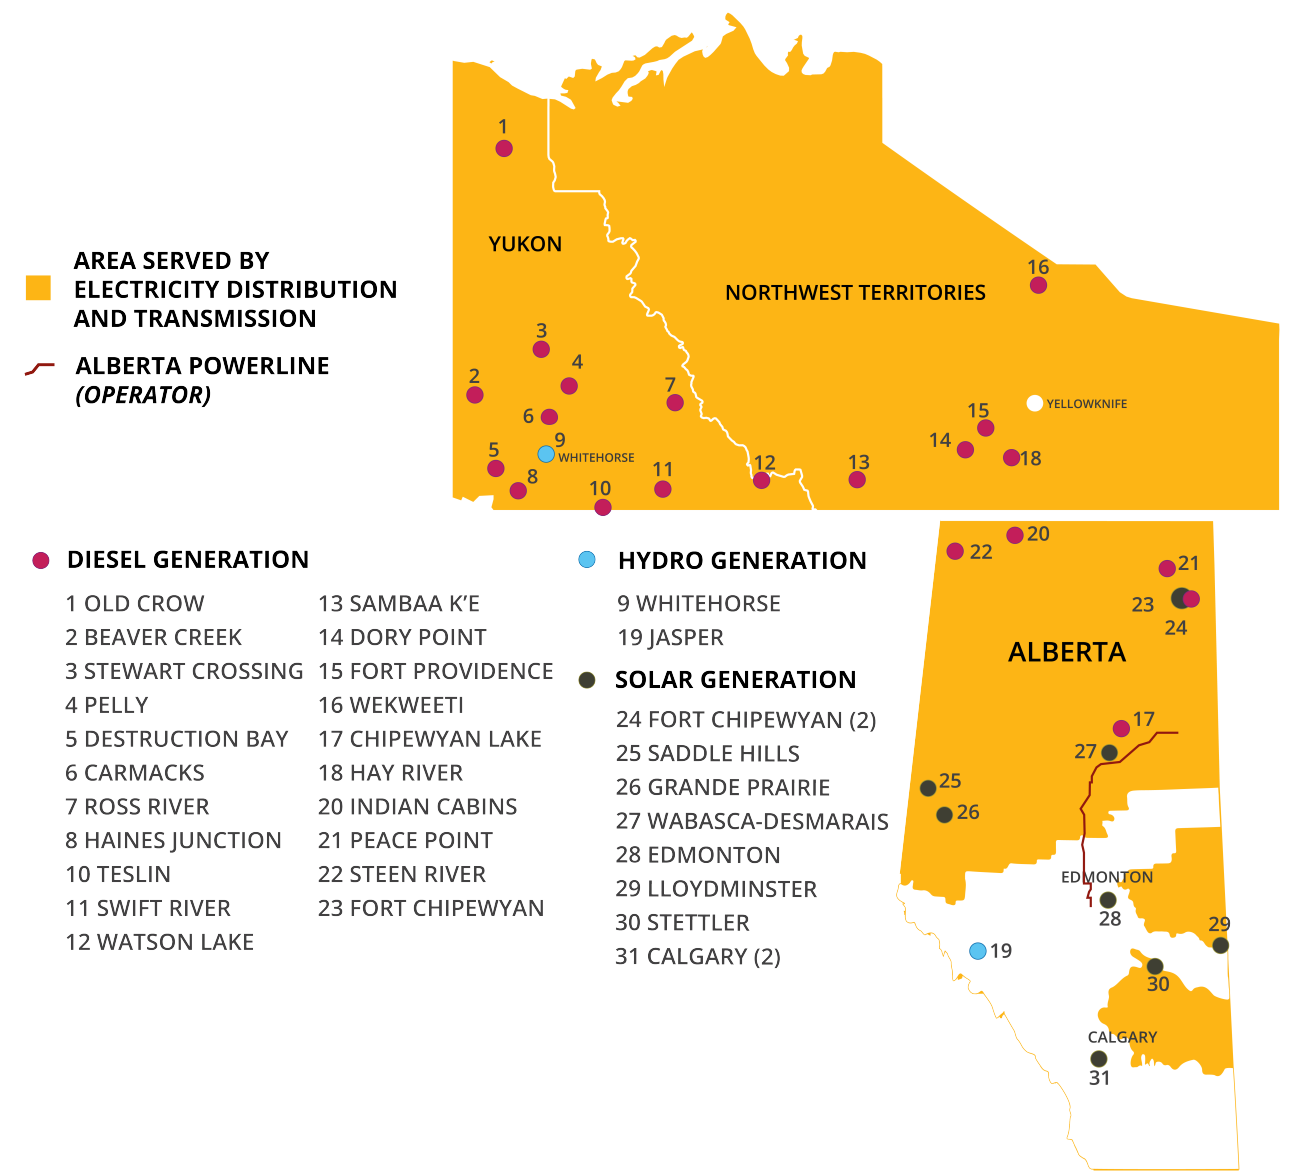 1
YUKON
AREA SERVED BY
ELECTRICITY DISTRIBUTION
AND TRANSMISSION
NORTHWEST TERRITORIES
16
3
ALBERTA POWERLINE
(OPERATOR)
4
2
7
6
YELLOWKNIFE
15
14
9
WHITEHORSE
5
18
12
13
11
8
10
DIESEL GENERATION
1 OLD CROW
2 BEAVER CREEK
3 STEWART CROSSING
4 PELLY
5 DESTRUCTION BAY
6 CARMACKS
7 ROSS RIVER
8 HAINES JUNCTION
10 TESLIN
11 SWIFT RIVER
12 WATSON LAKE
13 SAMBAA K’E
14 DORY POINT
15 FORT PROVIDENCE
16 WEKWEETI
17 CHIPEWYAN LAKE
18 HAY RIVER
20 INDIAN CABINS
21 PEACE POINT
22 STEEN RIVER
23 FORT CHIPEWYAN
HYDRO GENERATION
9 WHITEHORSE
19 JASPER
SOLAR GENERATION
24 FORT CHIPEWYAN (2)
25 SADDLE HILLS
26 GRANDE PRAIRIE
27 WABASCA-DESMARAIS
28 EDMONTON
29 LLOYDMINSTER
30 STETTLER
31 CALGARY (2)
20
22
21
23
24
ALBERTA
17
27
25
26
EDMONTON
28
29
19
30
CALGARY
31